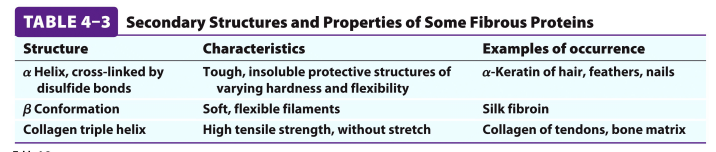 TABLE 4–3 Secondary Structures and Properties of Some Fibrous Proteins
Structure Characteristics Examples of occurrence
α Helix, cross-linked by Tough, insoluble protective structures of α-Keratin of hair, feathers, nails
disulfide bonds varying hardness and flexibility
β Conformation Soft, flexible filaments Silk fibroin
Collagen triple helix High tensile strength, without stretch Collagen of tendons, bone matrix